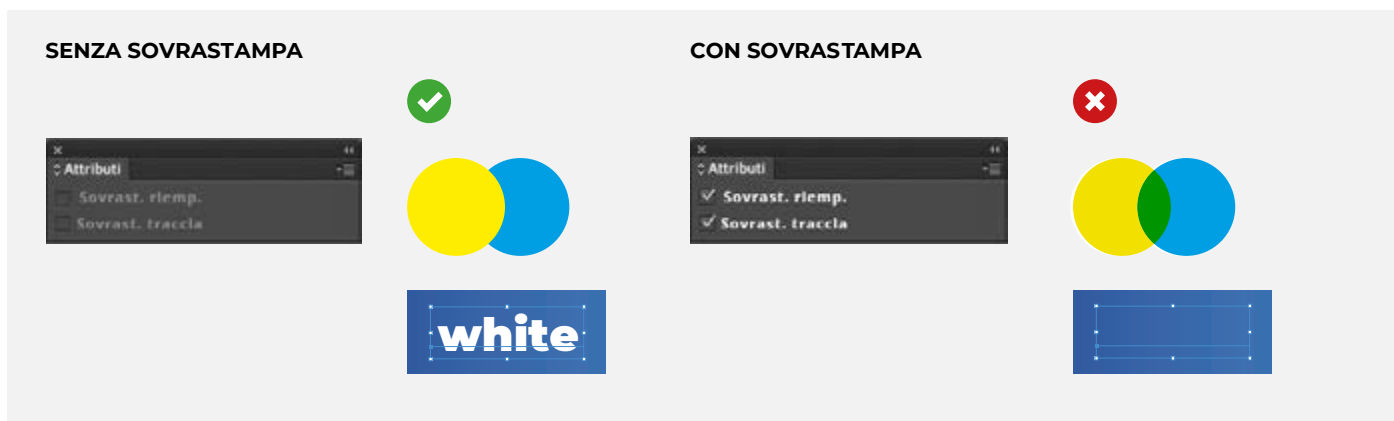 SENZA SOVRASTAMPA
Attributi
Sovrast. riemp.
Sovrast. traccia
white
CON SOVRASTAMPA
Attributi
Sovrast. riemp.
Sovrast. traccia